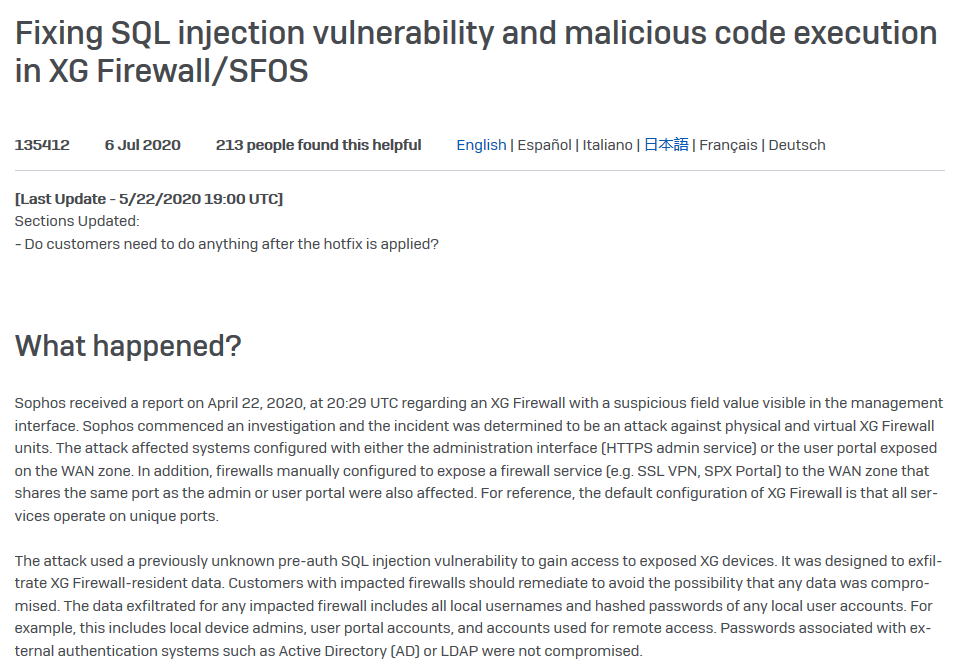 Fixing SQL injection vulnerability and malicious code execution
in XG Firewall/SFOS
135412 6 Jul 2020 213 people found this helpful English | Español | Italiano | 日本語 | Français | Deutsch
[Last Update - 5/22/2020 19:00 UTC]
Sections Updated:
- Do customers need to do anything after the hotfix is applied?
What happened?
Sophos received a report on April 22, 2020, at 20:29 UTC regarding an XG Firewall with a suspicious field value visible in the management
interface. Sophos commenced an investigation and the incident was determined to be an attack against physical and virtual XG Firewall
units. The attack affected systems configured with either the administration interface (HTTPS admin service) or the user portal exposed
on the WAN zone. In addition, firewalls manually configured to expose a firewall service (e.g. SSL VPN, SPX Portal) to the WAN zone that
shares the same port as the admin or user portal were also affected. For reference, the default configuration of XG Firewall is that all ser-
vices operate on unique ports.
The attack used a previously unknown pre-auth SQL injection vulnerability to gain access to exposed XG devices. It was designed to exfil-
trate XG Firewall-resident data. Customers with impacted firewalls should remediate to avoid the possibility that any data was compro-
mised. The data exfiltrated for any impacted firewall includes all local usernames and hashed passwords of any local user accounts. For
example, this includes local device admins, user portal accounts, and accounts used for remote access. Passwords associated with ex-
ternal authentication systems such as Active Directory (AD) or LDAP were not compromised.